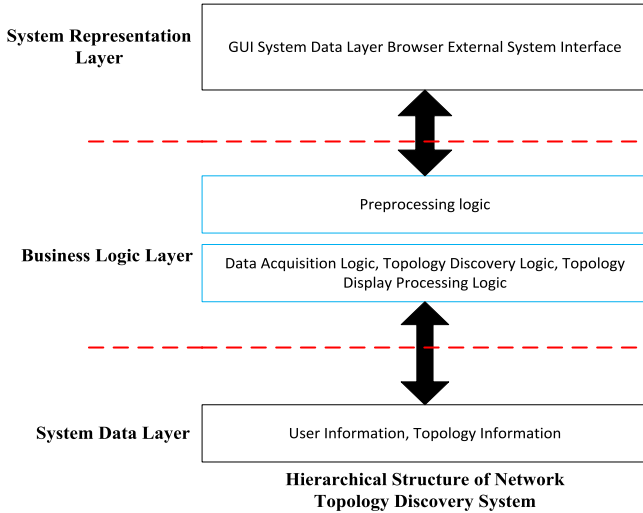 System Representation
Layer
GUI System Data Layer Browser External System Interface
Preprocessing logic
Business Logic Layer
Data Acquisition Logic, Topology Discovery Logic, Topology
Display Processing Logic
System Data Layer
User Information, Topology Information
Hierarchical Structure of Network
Topology Discovery System